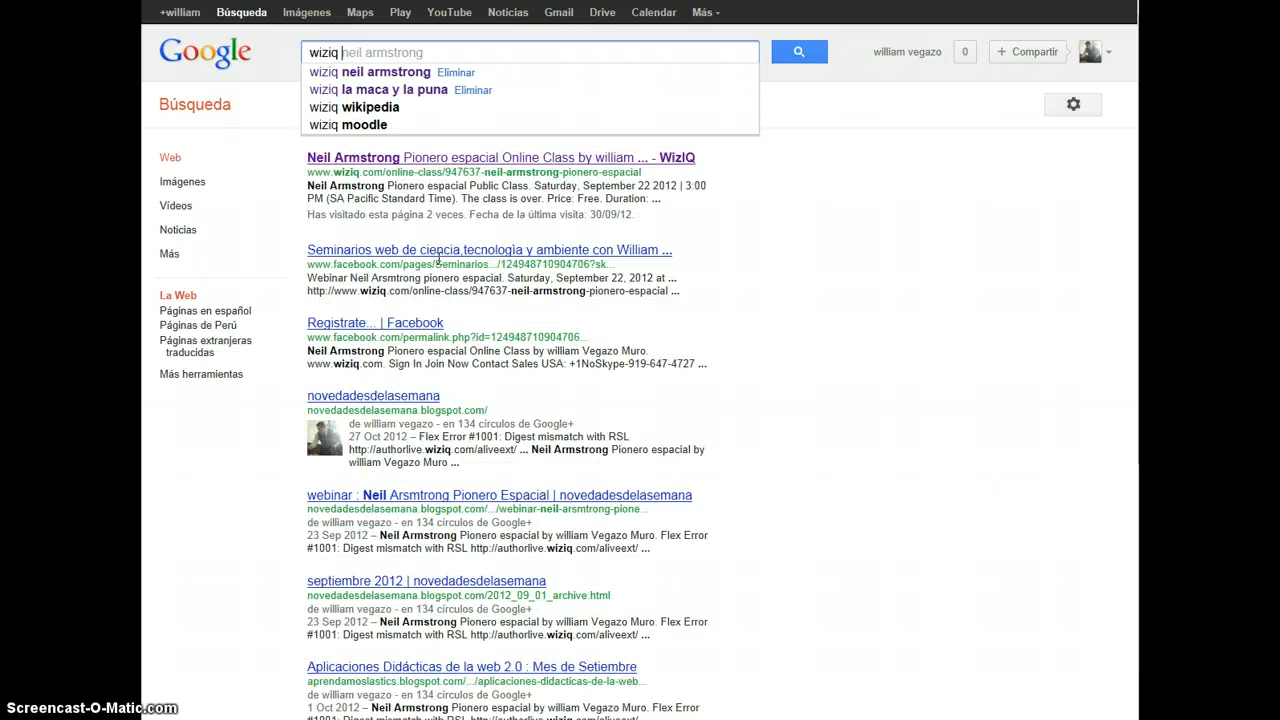 +william Búsqueda Imágenes Maps Play YouTube Noticias Gmail Drive Calendar Más
Google
wiziq neil armstrong
william vegazo 0 + Compartir
wiziq neil armstrong Eliminar
wiziq la maca y la puna Eliminar
wiziq wikipedia
wiziq moodle
Búsqueda
Web
Imágenes
Vídeos
Noticias
Más
La Web
Páginas en español
Páginas de Perú
Páginas extranjeras
traducidas
Más herramientas
Neil Armstrong Pionero espacial Online Class by william ... - WizIQ
www.wiziq.com/online-class/947637-neil-armstrong-pionero-espacial
Neil Armstrong Pionero espacial Public Class. Saturday, September 22 2012 | 3:00
PM (SA Pacific Standard Time). The class is over. Price: Free. Duration: ...
Has visitado esta página 2 veces. Fecha de la última visita: 30/09/12.
Seminarios web de ciencia,tecnologìa y ambiente con William ...
www.facebook.com/pages/Seminarios.../124948710904706?sk...
Webinar Neil Arsmtrong pionero espacial. Saturday, September 22, 2012 at ...
http://www.wiziq.com/online-class/947637-neil-armstrong-pionero-espacial ...
Registrate... | Facebook
www.facebook.com/permalink.php?id=124948710904706...
Neil Armstrong Pionero espacial Online Class by william Vegazo Muro.
www.wiziq.com. Sign In Join Now Contact Sales USA: +1NoSkype-919-647-4727 ...
novedadesdelasemana
novedadesdelasemana.blogspot.com/
de william vegazo - en 134 círculos de Google+
27 Oct 2012 – Flex Error #1001: Digest mismatch with RSL
http://authorlive.wiziq.com/aliveext/ ... Neil Armstrong Pionero espacial by
william Vegazo Muro ...
webinar : Neil Arsmtrong Pionero Espacial | novedadesdelasemana
novedadesdelasemana.blogspot.com/.../webinar-neil-arsmtrong-pione...
de william vegazo - en 134 círculos de Google+
23 Sep 2012 – Neil Armstrong Pionero espacial by william Vegazo Muro. Flex Error
#1001: Digest mismatch with RSL http://authorlive.wiziq.com/aliveext/ ...
septiembre 2012 | novedadesdelasemana
novedadesdelasemana.blogspot.com/2012_09_01_archive.html
de william vegazo - en 134 círculos de Google+
23 Sep 2012 – Neil Armstrong Pionero espacial by william Vegazo Muro. Flex Error
#1001: Digest mismatch with RSL http://authorlive.wiziq.com/aliveext/ ...
Aplicaciones Didácticas de la web 2.0 : Mes de Setiembre
aprendamoslastics.blogspot.com/.../aplicaciones-didacticas-de-la-web...
de william vegazo - en 134 círculos de Google+
1 Oct 2012 – Neil Armstrong Pionero espacial by william Vegazo Muro. Flex Error
#1001: Digest mismatch with RSL http://authorlive.wiziq.com/aliveext/ ...
Screencast-O-Matic.com